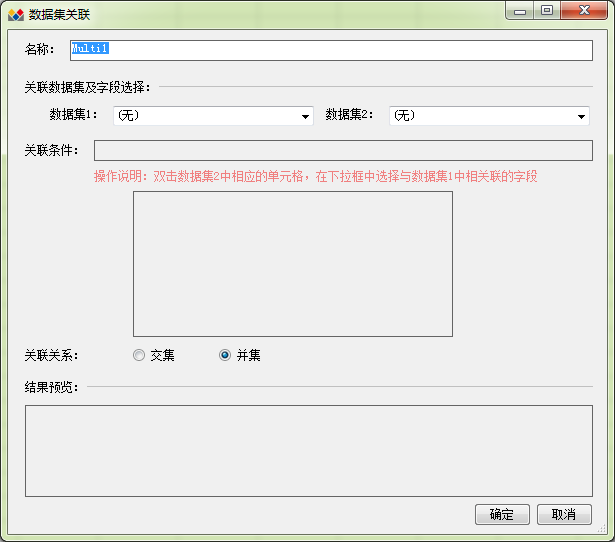 数据集关联
名称： Multi1
关联数据集及字段选择：
数据集1： (无) 数据集2： (无)
关联条件：
操作说明：双击数据集2中相应的单元格，在下拉框中选择与数据集1中相关联的字段
关联关系： 交集 并集
结果预览：
确定 取消